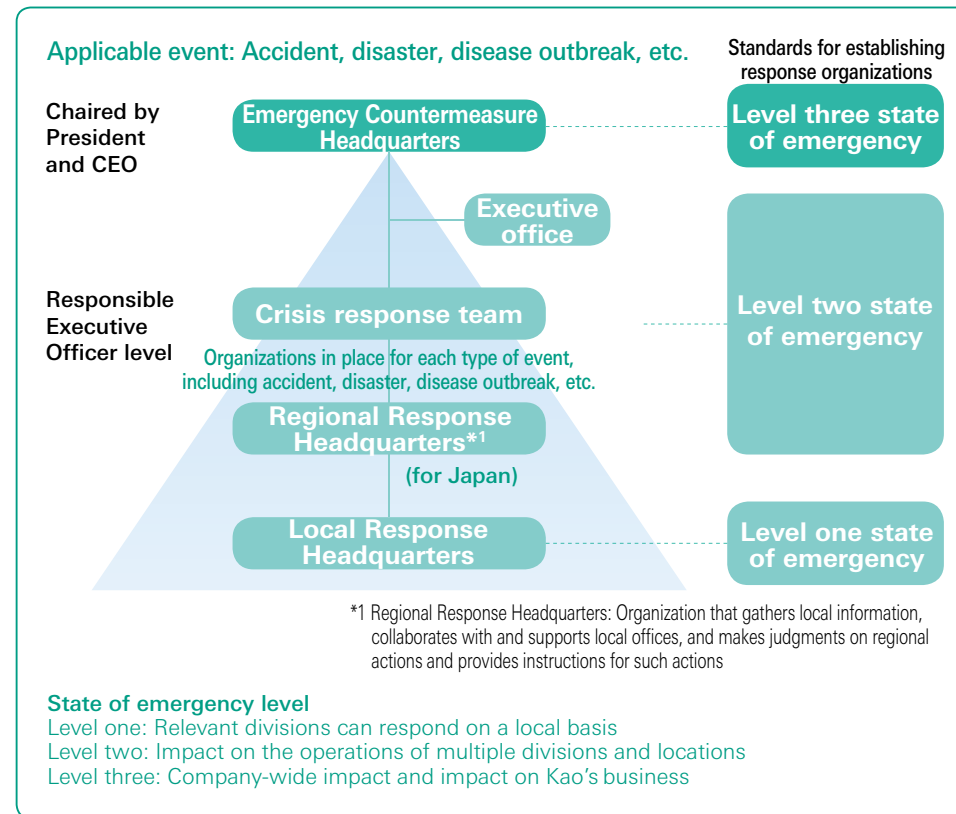 Applicable event: Accident, disaster, disease outbreak, etc.
Standards for establishing
response organizations
Chaired by
President
and CEO
Emergency Countermeasure
Headquarters
Level three state
of emergency
Executive
office
Responsible
Executive
Officer level
Crisis response team
Level two state
of emergency
Organizations in place for each type of event,
including accident, disaster, disease outbreak, etc.
Regional Response
Headquarters*1
(for Japan)
Local Response
Headquarters
Level one state
of emergency
*1 Regional Response Headquarters: Organization that gathers local information,
collaborates with and supports local offices, and makes judgments on regional
actions and provides instructions for such actions
State of emergency level
Level one: Relevant divisions can respond on a local basis
Level two: Impact on the operations of multiple divisions and locations
Level three: Company-wide impact and impact on Kao’s business